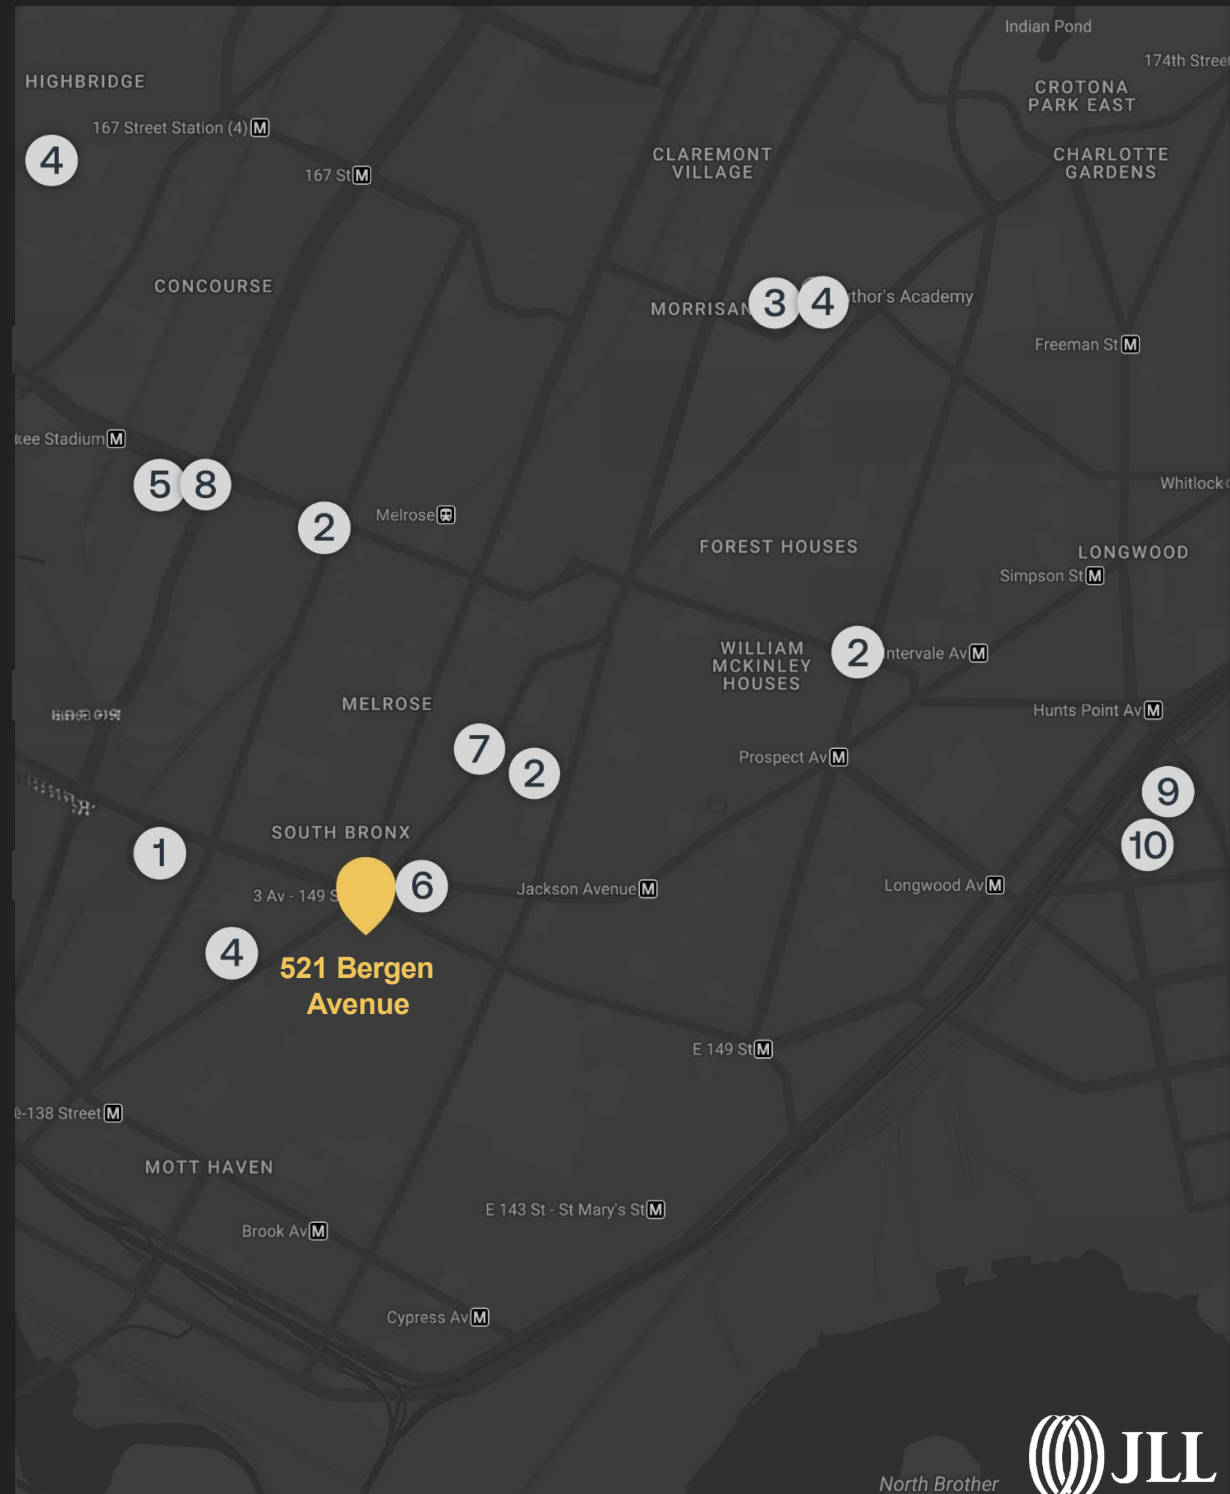 Indian Pond
174th Stree
HIGHBRIDGE
CROTONA
PARK EAST
167 Street Station (4) M
4
CLAREMONT
VILLAGE
CHARLOTTE
GARDENS
167 St M
CONCOURSE
MORRISAN
3
4
thor's Academy
Freeman St M
kee Stadium M
5
8
Whitlock
2
Melrose
FOREST HOUSES
LONGWOOD
Simpson St M
WILLIAM
MCKINLEY
HOUSES
2
ntervale Av M
MELROSE
Hunts Point Av M
7
2
Prospect Av M
9
SOUTH BRONX
10
1
3 Av - 149 S
6
Jackson Avenue M
Longwood Av M
4
521 Bergen
Avenue
E 149 St M
-138 Street M
MOTT HAVEN
E 143 St - St Mary's St M
Brook Av M
Cypress Av M
North Brother
JLL